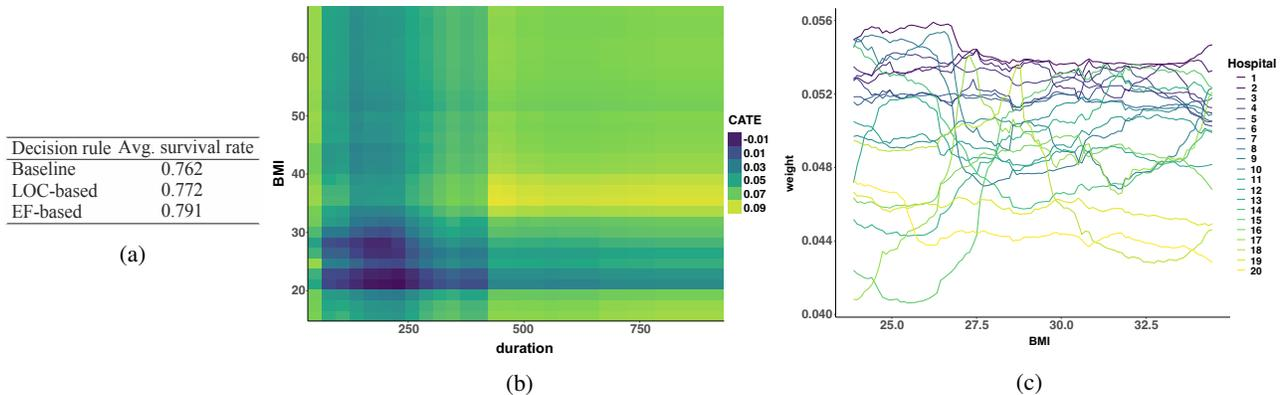 Decision rule Avg. survival rate
Baseline 0.762
LOC-based 0.772
EF-based 0.791
(a)
60
50
40
30
20
BMI
250 500 750
duration
CATE
-0.01
0.01
0.03
0.05
0.07
0.09
(b)
0.056
0.052
0.048
0.044
0.040
weight
25.0 27.5 30.0 32.5
BMI
Hospital
1
2
3
4
5
6
7
8
9
10
11
12
13
14
15
16
17
18
19
20
(c)